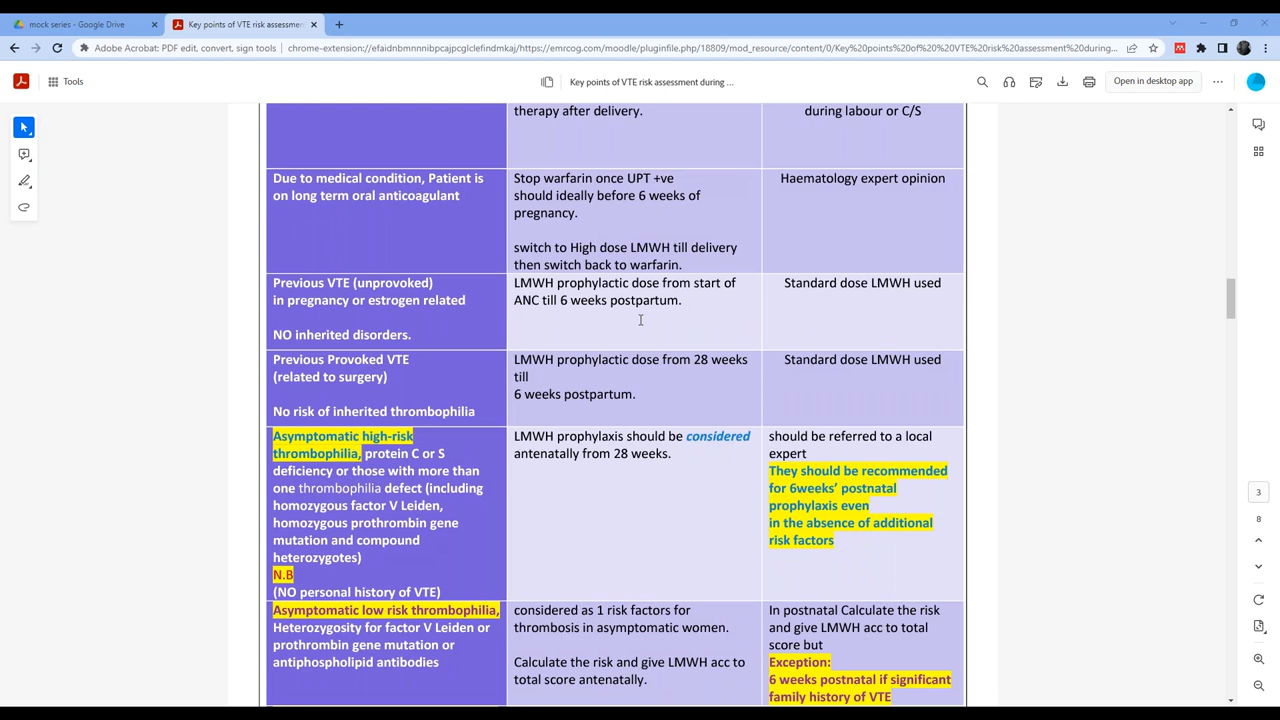 mock series - Google Drive
Key points of VTE risk assessmen
Adobe Acrobat: PDF edit, convert, sign tools
chrome-extension://efaidnbmnnnibpcajpcglclefindmkaj/https://emrcog.com/moodle/pluginfile.php/18809/mod_resource/content/0/Key%20points%20of%20%20VTE%20risk%20assessment%20during...
Tools
Key points of VTE risk assessment during ...
Open in desktop app
therapy after delivery.
during labour or C/S
Due to medical condition, Patient is
on long term oral anticoagulant
Stop warfarin once UPT +ve
should ideally before 6 weeks of
pregnancy.
switch to High dose LMWH till delivery
then switch back to warfarin.
Haematology expert opinion
Previous VTE (unprovoked)
in pregnancy or estrogen related
NO inherited disorders.
LMWH prophylactic dose from start of
ANC till 6 weeks postpartum.
Standard dose LMWH used
Previous Provoked VTE
(related to surgery)
No risk of inherited thrombophilia
LMWH prophylactic dose from 28 weeks
till
6 weeks postpartum.
Standard dose LMWH used
Asymptomatic high-risk
thrombophilia, protein C or S
deficiency or those with more than
one thrombophilia defect (including
homozygous factor V Leiden,
homozygous prothrombin gene
mutation and compound
heterozygotes)
N.B
(NO personal history of VTE)
LMWH prophylaxis should be considered
antenatally from 28 weeks.
should be referred to a local
expert
They should be recommended
for 6weeks' postnatal
prophylaxis even
in the absence of additional
risk factors
Asymptomatic low risk thrombophilia,
Heterozygosity for factor V Leiden or
prothrombin gene mutation or
antiphospholipid antibodies
considered as 1 risk factors for
thrombosis in asymptomatic women.
Calculate the risk and give LMWH acc to
total score antenatally.
In postnatal Calculate the risk
and give LMWH acc to total
score but
Exception:
6 weeks postnatal if significant
family history of VTE
3
8